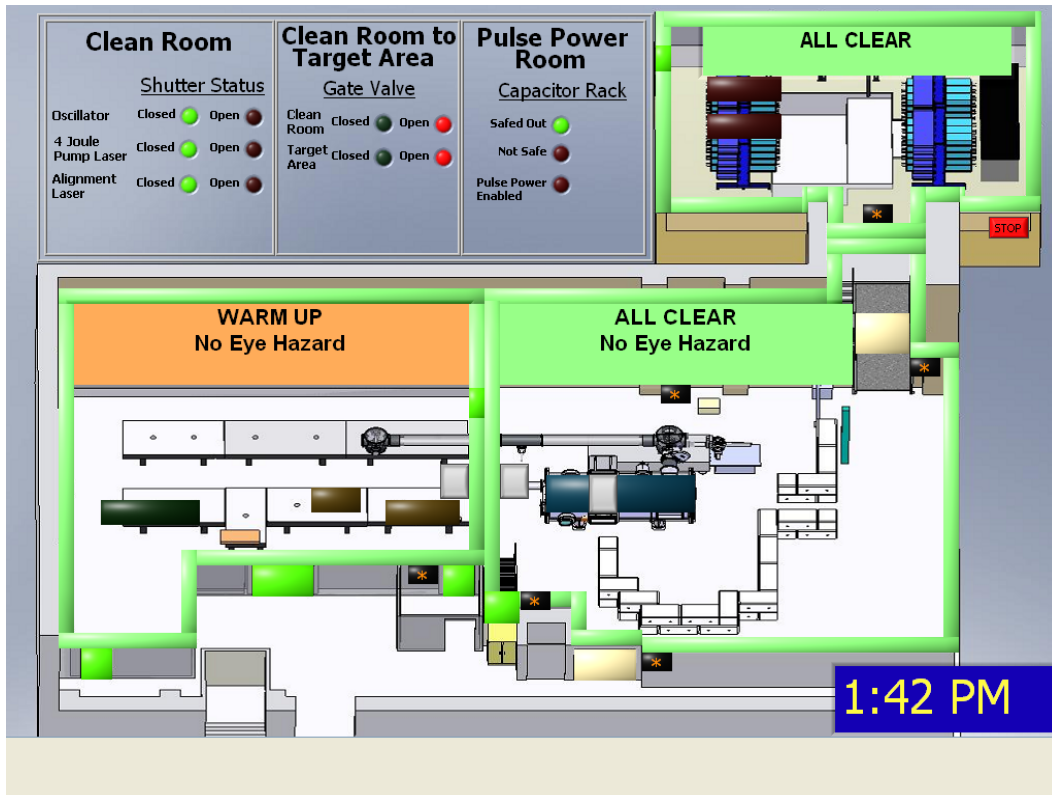 Clean Room
Shutter Status
Oscillator Closed Open
4 Joule
Pump Laser Closed Open
Alignment
Laser Closed Open
Clean Room to
Target Area
Gate Valve
Clean
Room Closed Open
Target
Area Closed Open
Pulse Power
Room
Capacitor Rack
Safed Out
Not Safe
Pulse Power
Enabled
ALL CLEAR
*
STOP
WARM UP
No Eye Hazard
ALL CLEAR
No Eye Hazard
*
*
*
*
*
1:42 PM